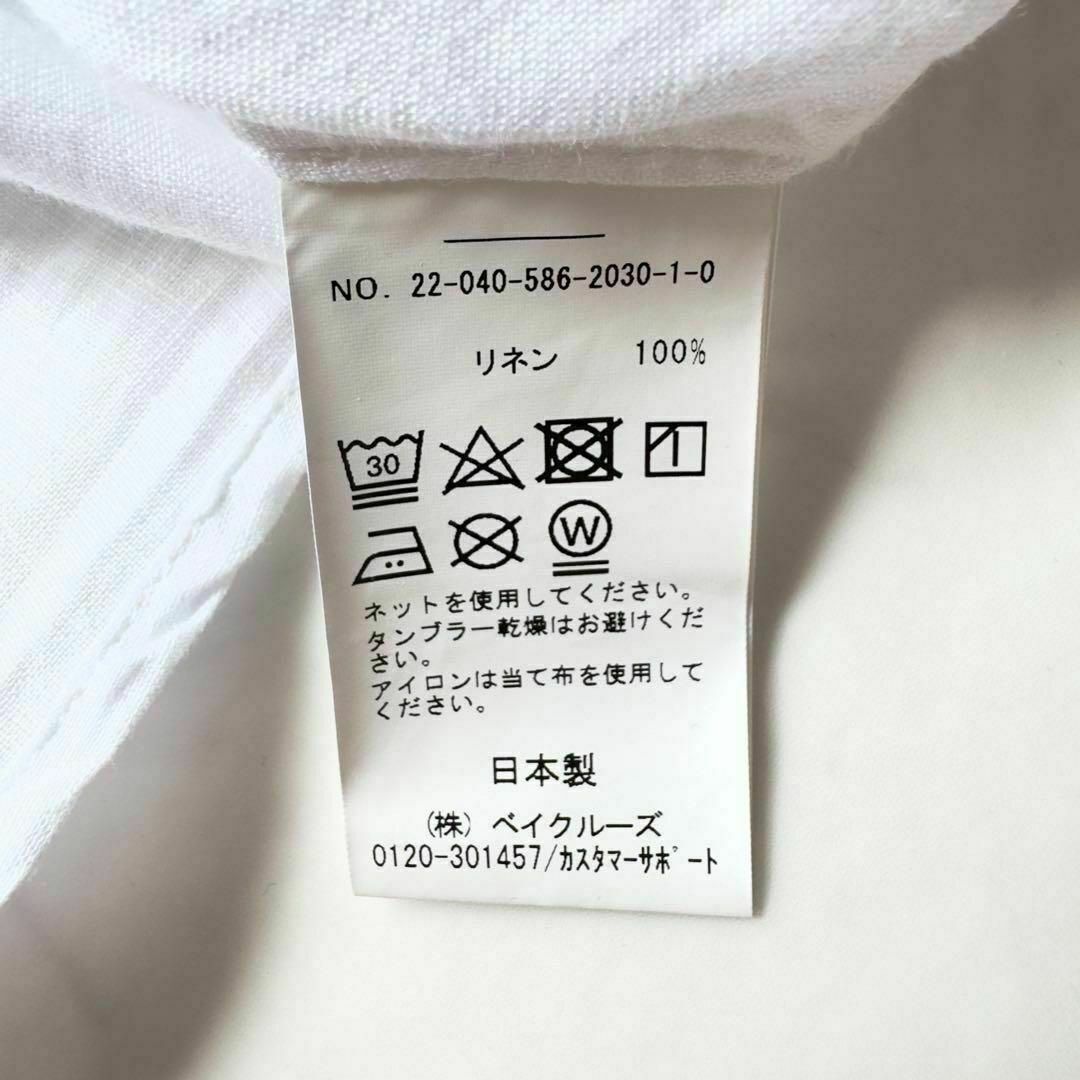 NO. 22-040-586-2030-1-0
リネン 100%
30
W
ネットを使用してください。
タンブラー乾燥はお避けくだ
さい。
アイロンは当て布を使用して
ください。
日本製
(株) ベイクルーズ
0120-301457/カスタマーサポート